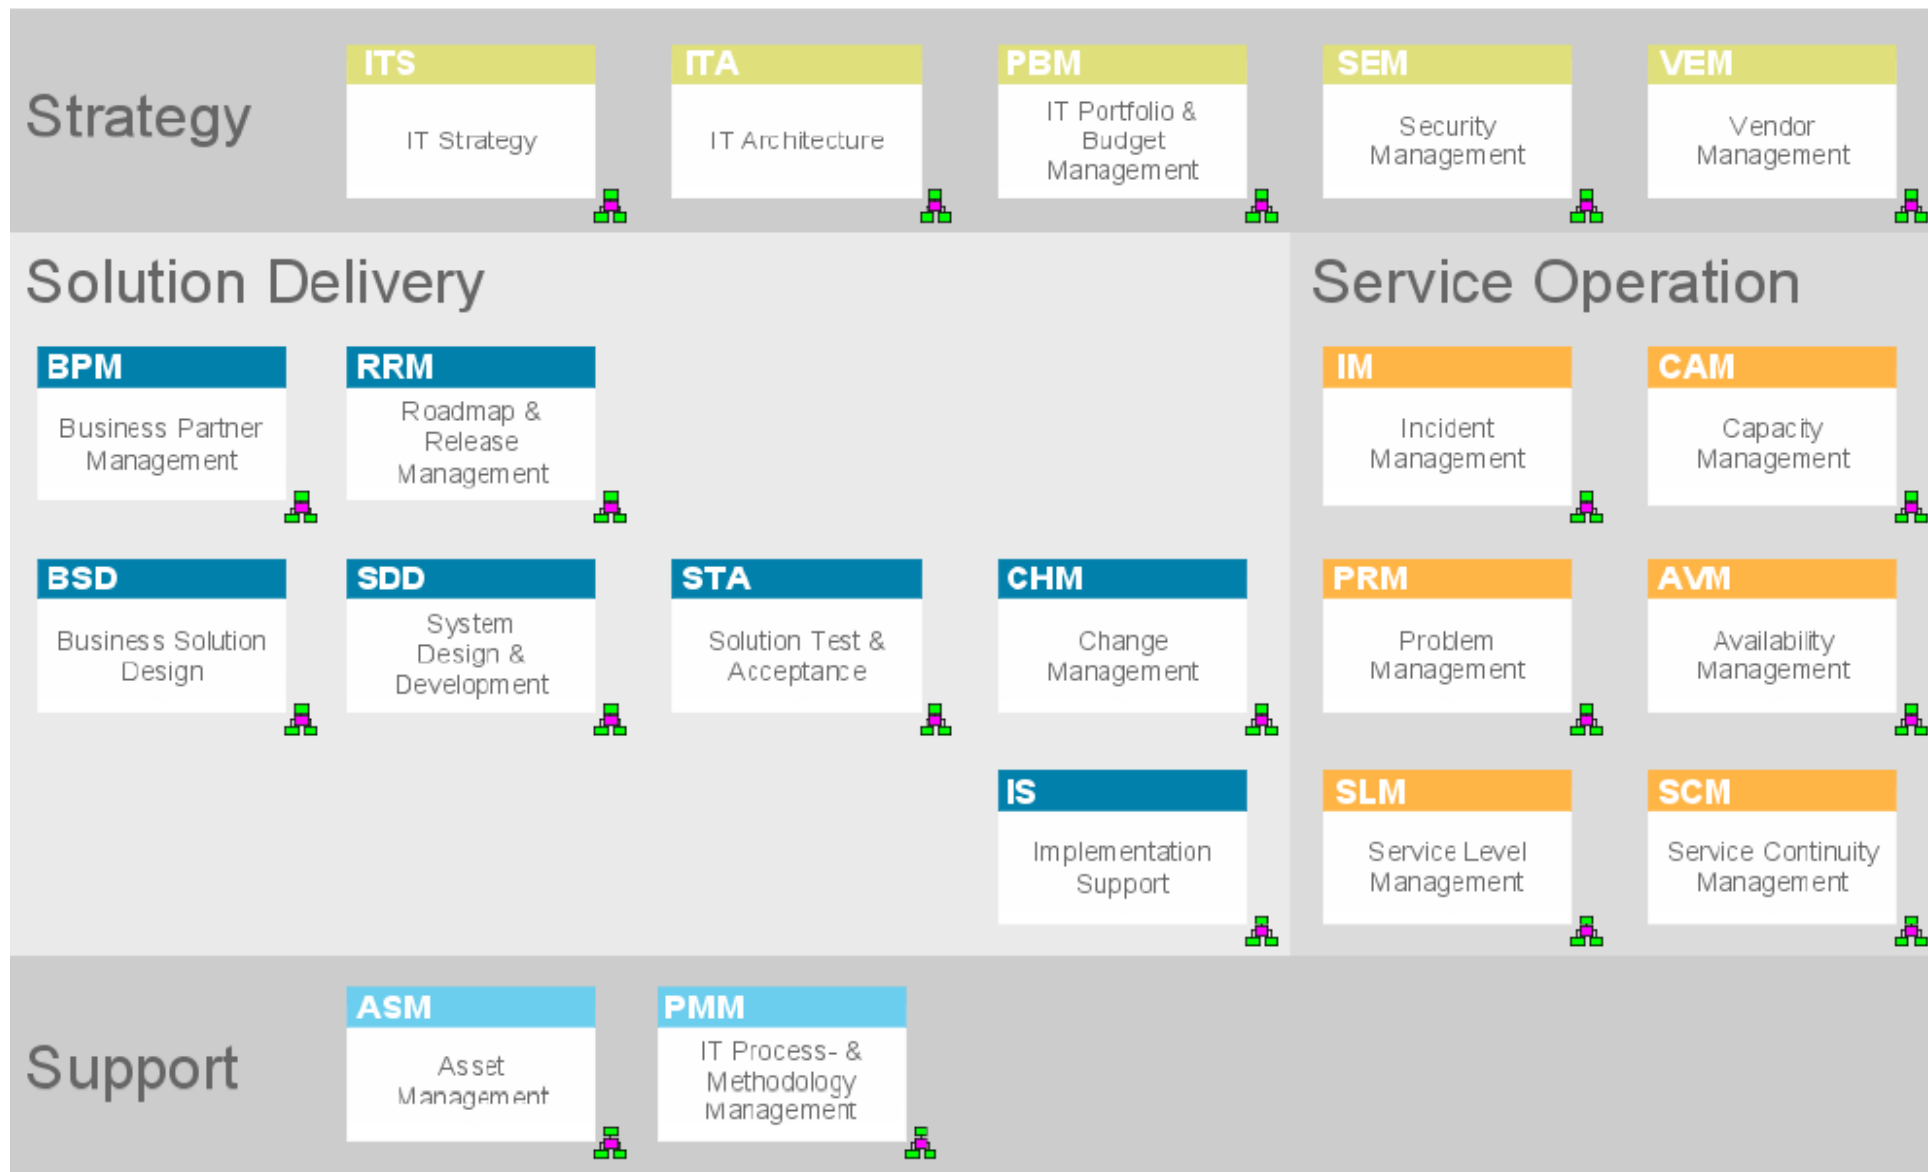 Strategy
ITS
IT Strategy
ITA
IT Architecture
PBM
IT Portfolio &
Budget
Management
SEM
Security
Management
VEM
Vendor
Management
Solution Delivery
BPM
Business Partner
Management
RRM
Roadmap &
Release
Management
BSD
Business Solution
Design
SDD
System
Design &
Development
STA
Solution Test &
Acceptance
CHM
Change
Management
IS
Implementation
Support
Service Operation
IM
Incident
Management
CAM
Capacity
Management
PRM
Problem
Management
AVM
Availability
Management
SLM
Service Level
Management
SCM
Service Continuity
Management
Support
ASM
Asset
Management
PMM
IT Process- &
Methodology
Management